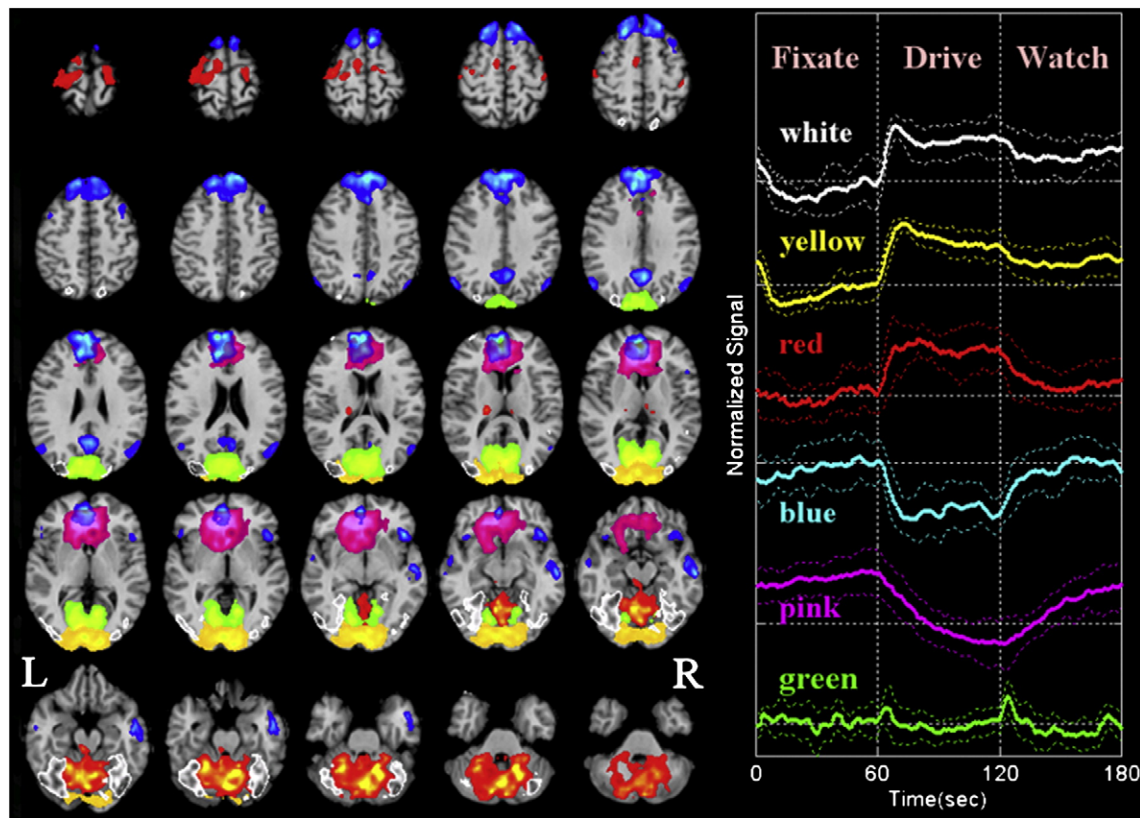 L
R
Fixate
Drive
Watch
white
yellow
red
blue
pink
green
Normalized Signal
0
60
120
180
Time(sec)